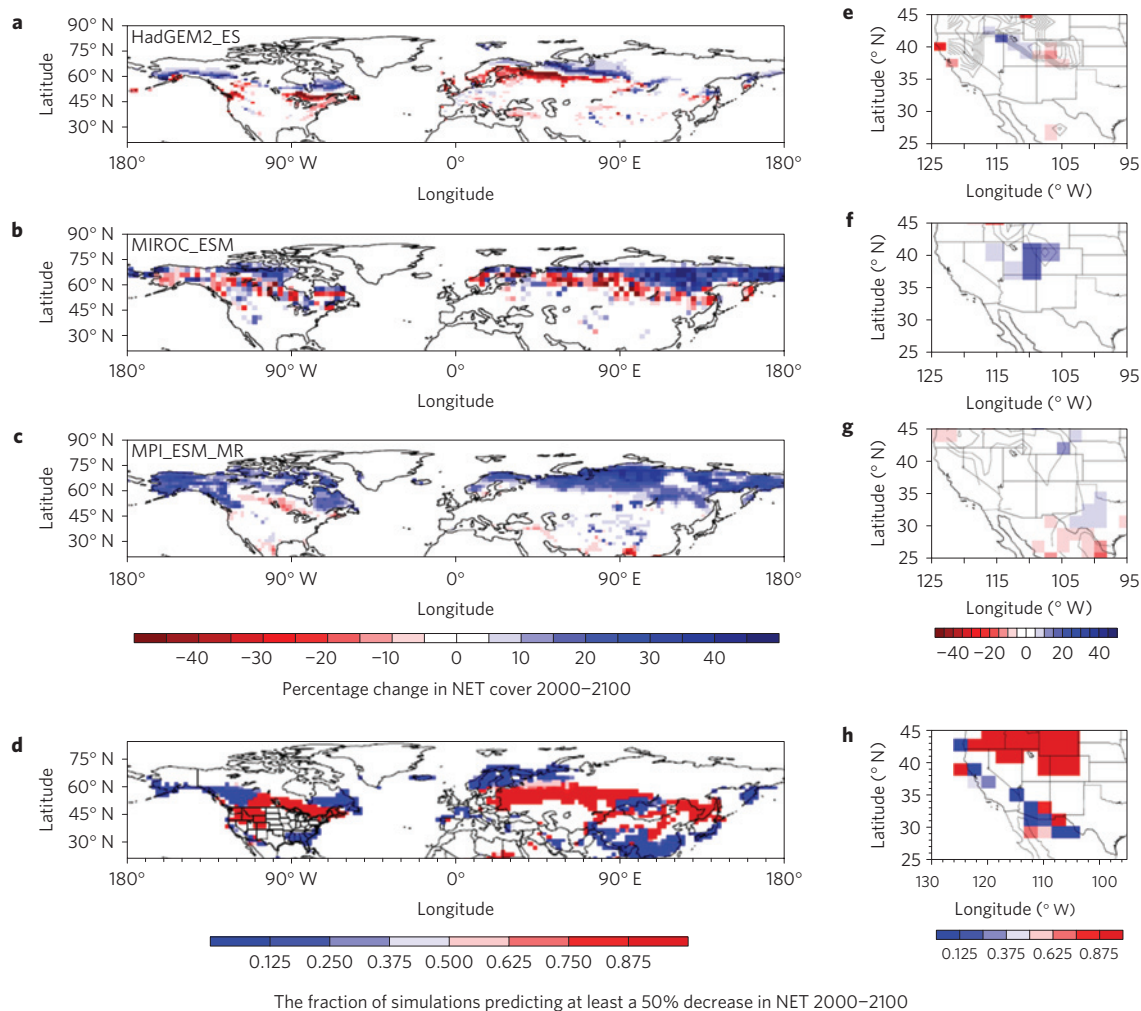 a
HadGEM2_ES
90° N
75° N
60° N
45° N
30° N
Latitude
180°
90° W
0°
90° E
180°
Longitude
b
MIROC_ESM
90° N
75° N
60° N
45° N
30° N
Latitude
180°
90° W
0°
90° E
180°
Longitude
c
MPI_ESM_MR
90° N
75° N
60° N
45° N
30° N
Latitude
180°
90° W
0°
90° E
180°
Longitude
−40 −30 −20 −10 0 10 20 30 40
Percentage change in NET cover 2000−2100
d
75° N
60° N
45° N
30° N
Latitude
180°
90° W
0°
90° E
180°
Longitude
0.125 0.250 0.375 0.500 0.625 0.750 0.875
The fraction of simulations predicting at least a 50% decrease in NET 2000−2100
e
45
40
35
30
25
Latitude (° N)
125 115 105 95
Longitude (° W)
f
45
40
35
30
25
Latitude (° N)
125 115 105 95
Longitude (° W)
g
45
40
35
30
25
Latitude (° N)
125 115 105 95
Longitude (° W)
−40 −20 0 20 40
h
45
40
35
30
25
Latitude (° N)
130 120 110 100
Longitude (° W)
0.125 0.375 0.625 0.875